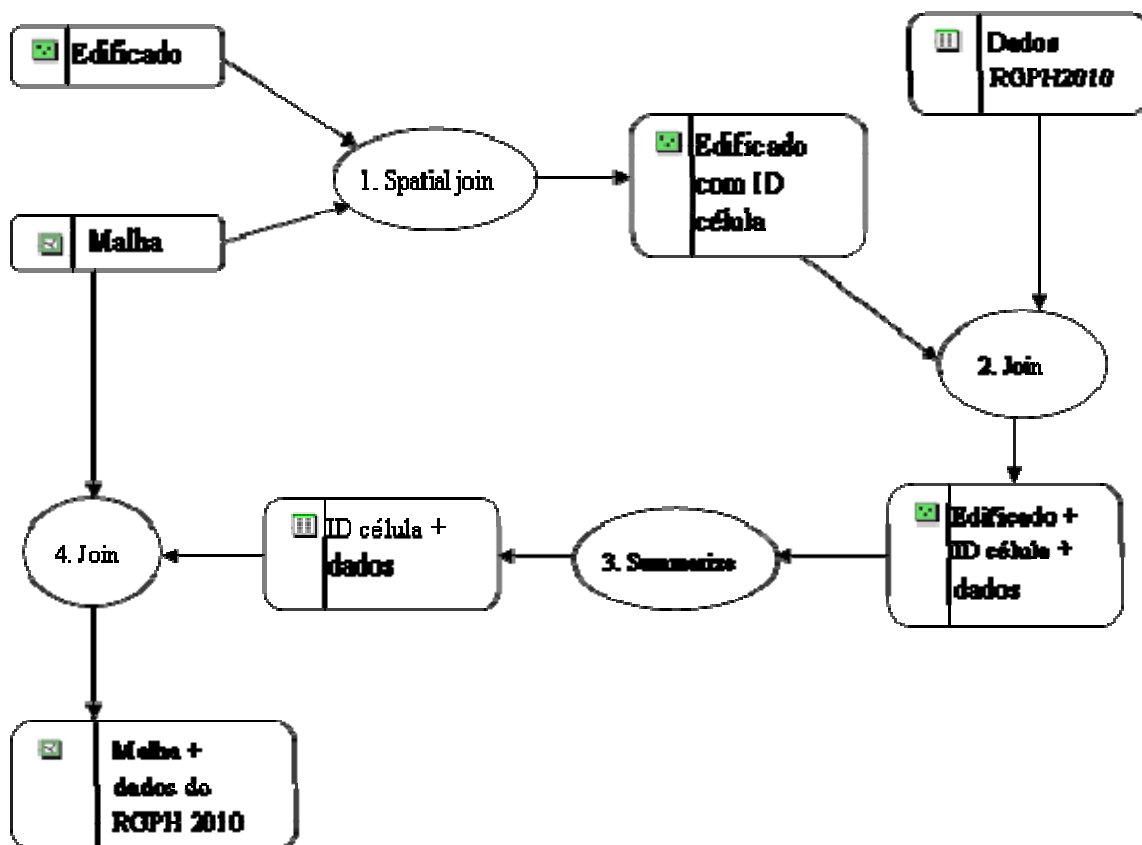 Edificado
Dados
RGPH2010
1. Spatial join
Edificado
com ID
célula
Malha
2. Join
4. Join
ID célula +
dados
3. Summarize
Edificado +
ID célula +
dados
Malha +
dados do
RGPH 2010